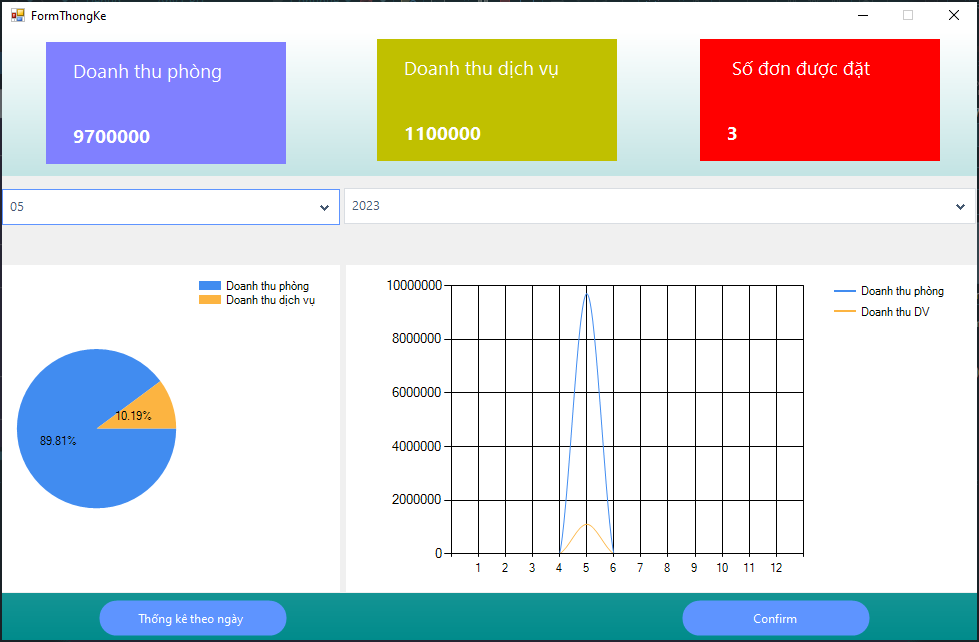 FormThongKe
Doanh thu phòng
9700000
Doanh thu dịch vụ
1100000
Số đơn được đặt
3
05
2023
Doanh thu phòng
Doanh thu dịch vụ
10.19%
89.81%
10000000
8000000
6000000
4000000
2000000
0
1 2 3 4 5 6 7 8 9 10 11 12
Doanh thu phòng
Doanh thu DV
Thống kê theo ngày
Confirm